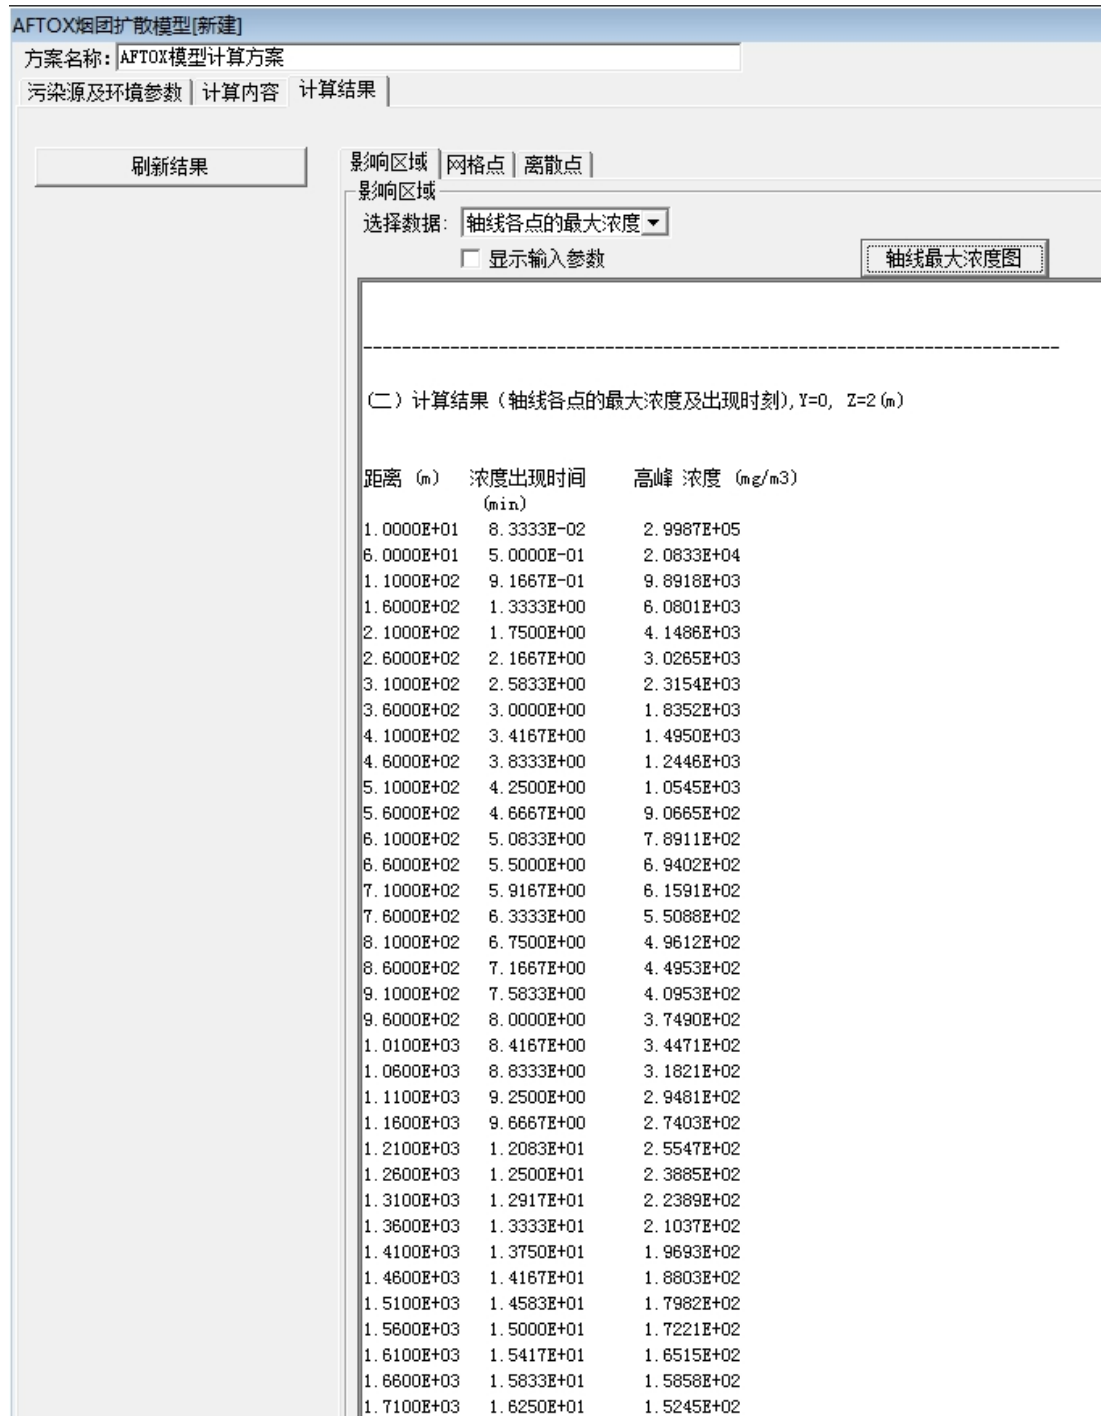 AFTOX烟团扩散模型[新建]
方案名称: AFTOX模型计算方案
污染源及环境参数 计算内容 计算结果
刷新结果
影响区域 网格点 离散点
影响区域
选择数据: 轴线各点的最大浓度
显示输入参数 轴线最大浓度图
(二) 计算结果 (轴线各点的最大浓度及出现时刻), Y=0, Z=2(m)
距离 (m) 浓度出现时间 高峰 浓度 (mg/m3)
(min)
1.0000E+01 8.3333E-02 2.9987E+05
6.0000E+01 5.0000E-01 2.0833E+04
1.1000E+02 9.1667E-01 9.8918E+03
1.6000E+02 1.3333E+00 6.0801E+03
2.1000E+02 1.7500E+00 4.1486E+03
2.6000E+02 2.1667E+00 3.0265E+03
3.1000E+02 2.5833E+00 2.3154E+03
3.6000E+02 3.0000E+00 1.8352E+03
4.1000E+02 3.4167E+00 1.4950E+03
4.6000E+02 3.8333E+00 1.2446E+03
5.1000E+02 4.2500E+00 1.0545E+03
5.6000E+02 4.6667E+00 9.0665E+02
6.1000E+02 5.0833E+00 7.8911E+02
6.6000E+02 5.5000E+00 6.9402E+02
7.1000E+02 5.9167E+00 6.1591E+02
7.6000E+02 6.3333E+00 5.5088E+02
8.1000E+02 6.7500E+00 4.9612E+02
8.6000E+02 7.1667E+00 4.4953E+02
9.1000E+02 7.5833E+00 4.0953E+02
9.6000E+02 8.0000E+00 3.7490E+02
1.0100E+03 8.4167E+00 3.4471E+02
1.0600E+03 8.8333E+00 3.1821E+02
1.1100E+03 9.2500E+00 2.9481E+02
1.1600E+03 9.6667E+00 2.7403E+02
1.2100E+03 1.2083E+01 2.5547E+02
1.2600E+03 1.2500E+01 2.3885E+02
1.3100E+03 1.2917E+01 2.2389E+02
1.3600E+03 1.3333E+01 2.1037E+02
1.4100E+03 1.3750E+01 1.9693E+02
1.4600E+03 1.4167E+01 1.8803E+02
1.5100E+03 1.4583E+01 1.7982E+02
1.5600E+03 1.5000E+01 1.7221E+02
1.6100E+03 1.5417E+01 1.6515E+02
1.6600E+03 1.5833E+01 1.5858E+02
1.7100E+03 1.6250E+01 1.5245E+02